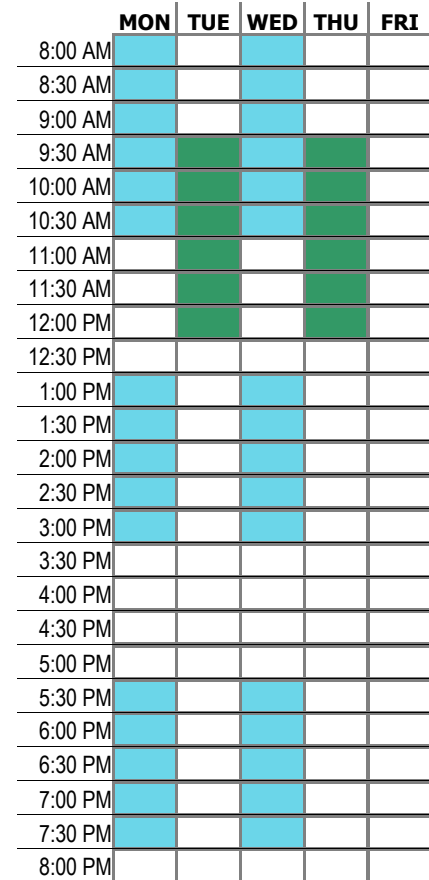 MON TUE WED THU FRI
8:00 AM
8:30 AM
9:00 AM
9:30 AM
10:00 AM
10:30 AM
11:00 AM
11:30 AM
12:00 PM
12:30 PM
1:00 PM
1:30 PM
2:00 PM
2:30 PM
3:00 PM
3:30 PM
4:00 PM
4:30 PM
5:00 PM
5:30 PM
6:00 PM
6:30 PM
7:00 PM
7:30 PM
8:00 PM